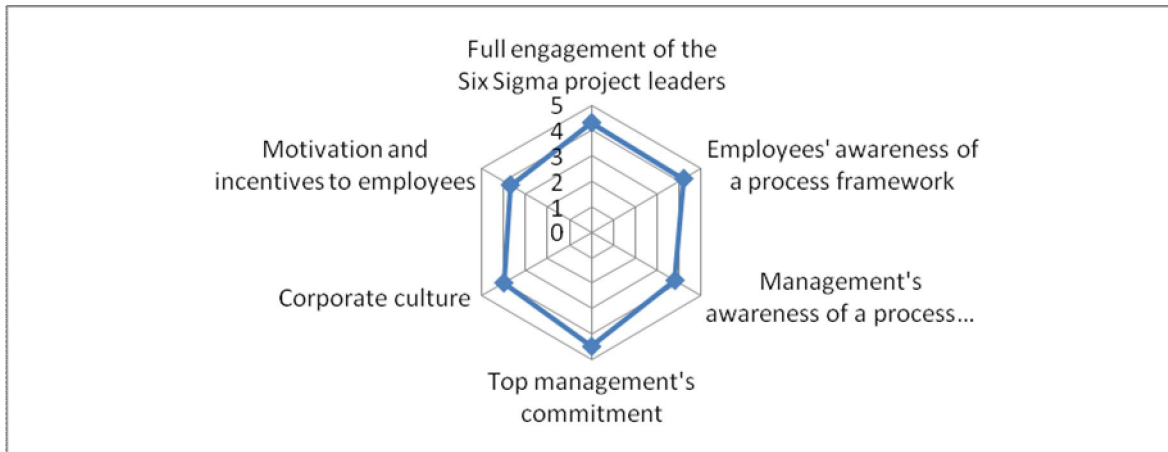 Full engagement of the
Six Sigma project leaders
5
4
3
2
1
0
Employees' awareness of
a process framework
Management's
awareness of a process...
Top management's
commitment
Corporate culture
Motivation and
incentives to employees